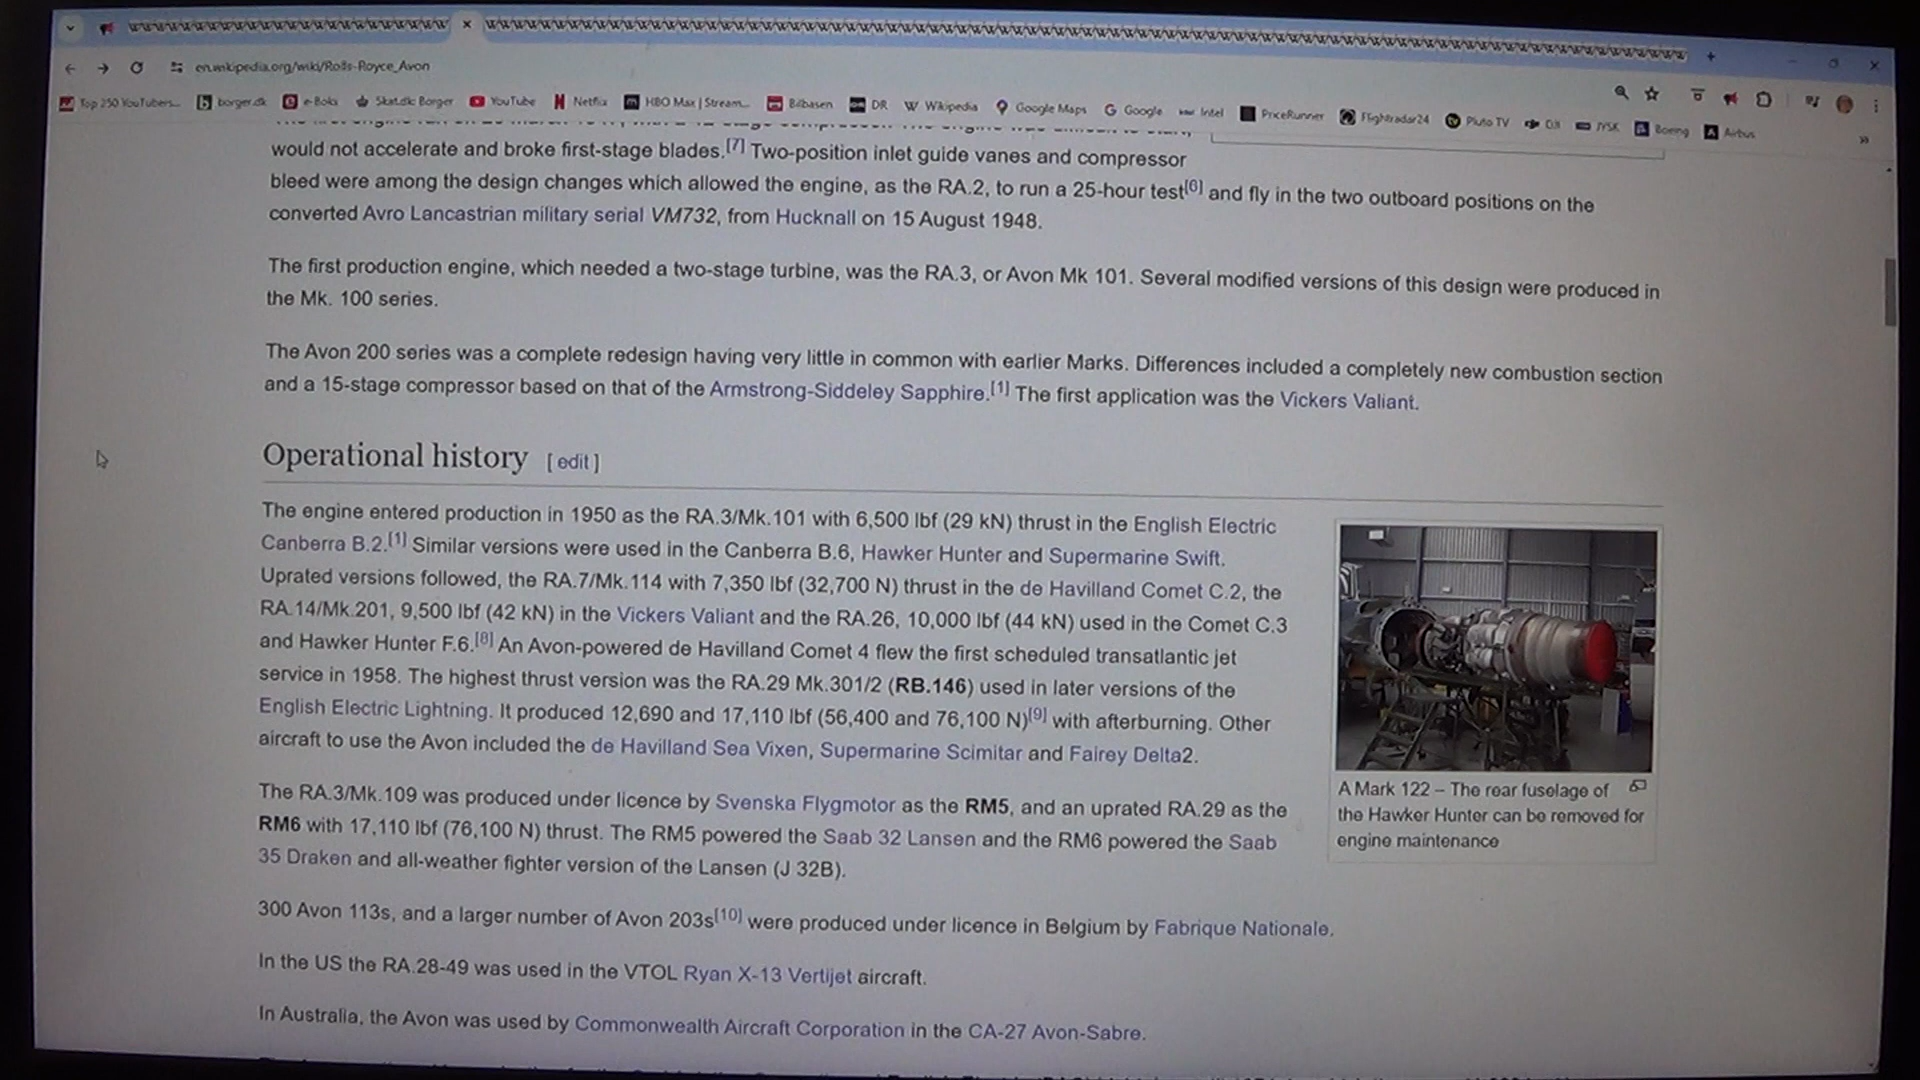 en.wikipedia.org/wiki/Rolls-Royce_Avon
Top 250 YouTubers... borger.dk e-Boks Skat.dk: Borger YouTube Netflix HBO Max | Stream... Bilbasen DR Wikipedia Google Maps Google Intel PriceRunner Flightradar24 Pluto TV DJI JYSK Boeing Airbus
would not accelerate and broke first-stage blades.[7] Two-position inlet guide vanes and compressor
bleed were among the design changes which allowed the engine, as the RA.2, to run a 25-hour test[6] and fly in the two outboard positions on the
converted Avro Lancastrian military serial VM732, from Hucknall on 15 August 1948.
The first production engine, which needed a two-stage turbine, was the RA.3, or Avon Mk 101. Several modified versions of this design were produced in
the Mk. 100 series.
The Avon 200 series was a complete redesign having very little in common with earlier Marks. Differences included a completely new combustion section
and a 15-stage compressor based on that of the Armstrong-Siddeley Sapphire.[1] The first application was the Vickers Valiant.
Operational history [ edit ]
The engine entered production in 1950 as the RA.3/Mk.101 with 6,500 lbf (29 kN) thrust in the English Electric
Canberra B.2.[1] Similar versions were used in the Canberra B.6, Hawker Hunter and Supermarine Swift.
Uprated versions followed, the RA.7/Mk.114 with 7,350 lbf (32,700 N) thrust in the de Havilland Comet C.2, the
RA.14/Mk.201, 9,500 lbf (42 kN) in the Vickers Valiant and the RA.26, 10,000 lbf (44 kN) used in the Comet C.3
and Hawker Hunter F.6.[8] An Avon-powered de Havilland Comet 4 flew the first scheduled transatlantic jet
service in 1958. The highest thrust version was the RA.29 Mk.301/2 (RB.146) used in later versions of the
English Electric Lightning. It produced 12,690 and 17,110 lbf (56,400 and 76,100 N)[9] with afterburning. Other
aircraft to use the Avon included the de Havilland Sea Vixen, Supermarine Scimitar and Fairey Delta2.
The RA.3/Mk.109 was produced under licence by Svenska Flygmotor as the RM5, and an uprated RA.29 as the
RM6 with 17,110 lbf (76,100 N) thrust. The RM5 powered the Saab 32 Lansen and the RM6 powered the Saab
35 Draken and all-weather fighter version of the Lansen (J 32B).
300 Avon 113s, and a larger number of Avon 203s[10] were produced under licence in Belgium by Fabrique Nationale.
In the US the RA.28-49 was used in the VTOL Ryan X-13 Vertijet aircraft.
In Australia, the Avon was used by Commonwealth Aircraft Corporation in the CA-27 Avon-Sabre.
A Mark 122 – The rear fuselage of
the Hawker Hunter can be removed for
engine maintenance